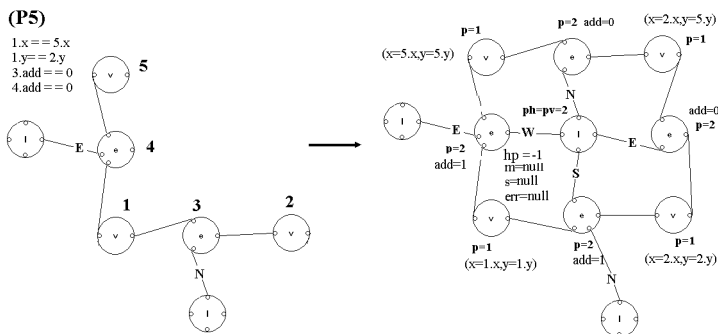 (P5)
1.x = = 5.x
1.y= = 2.y
3.add = = 0
4.add = = 0
v
5
I
E
e
4
1
3
2
v
e
v
N
I
p=1
p=2
add=0
(x=2.x,y=5.y)
p=1
(x=5.x,y=5.y)
v
e
v
N
ph=pv=2
add=0
p=2
I
E
e
W
I
E
e
p=2
add=1
hp = -1
m=null
s=null
err=null
S
v
e
v
p=1
(x=1.x,y=1.y)
p=2
add=1
p=1
(x=2.x,y=2.y)
N
I